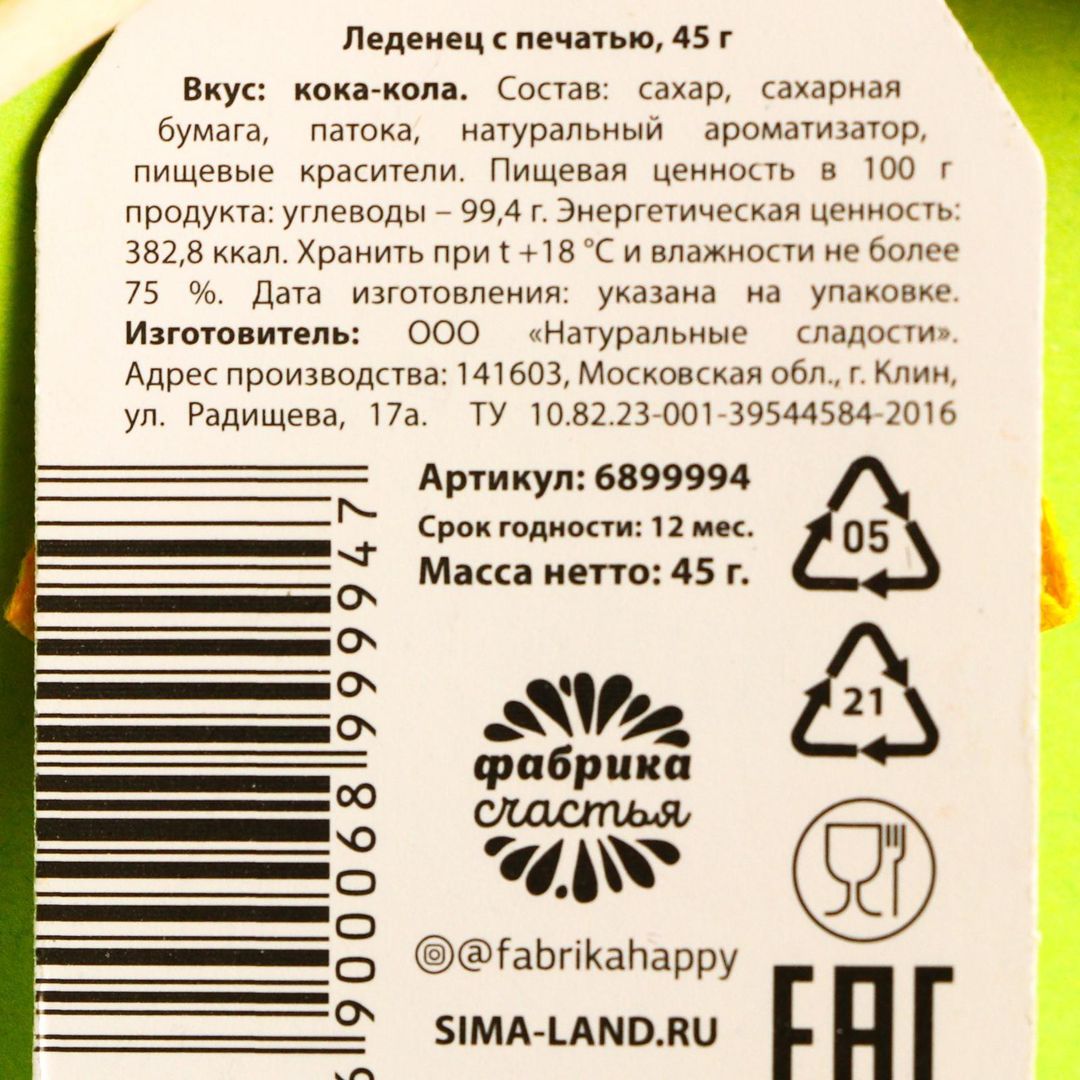 Леденец с печатью, 45 г
Вкус: кока-кола. Состав: сахар, сахарная
бумага, патока, натуральный ароматизатор,
пищевые красители. Пищевая ценность в 100 г
продукта: углеводы – 99,4 г. Энергетическая ценность:
382,8 ккал. Хранить при t +18 °С и влажности не более
75 %. Дата изготовления: указана на упаковке.
Изготовитель: ООО «Натуральные сладости».
Адрес производства: 141603, Московская обл., г. Клин,
ул. Радищева, 17а. ТУ 10.82.23-001-39544584-2016
Артикул: 6899994
Срок годности: 12 мес.
Масса нетто: 45 г.
05
21
фабрика
счастья
@fabrikahappy
SIMA-LAND.RU
EAC
6 900068 999947